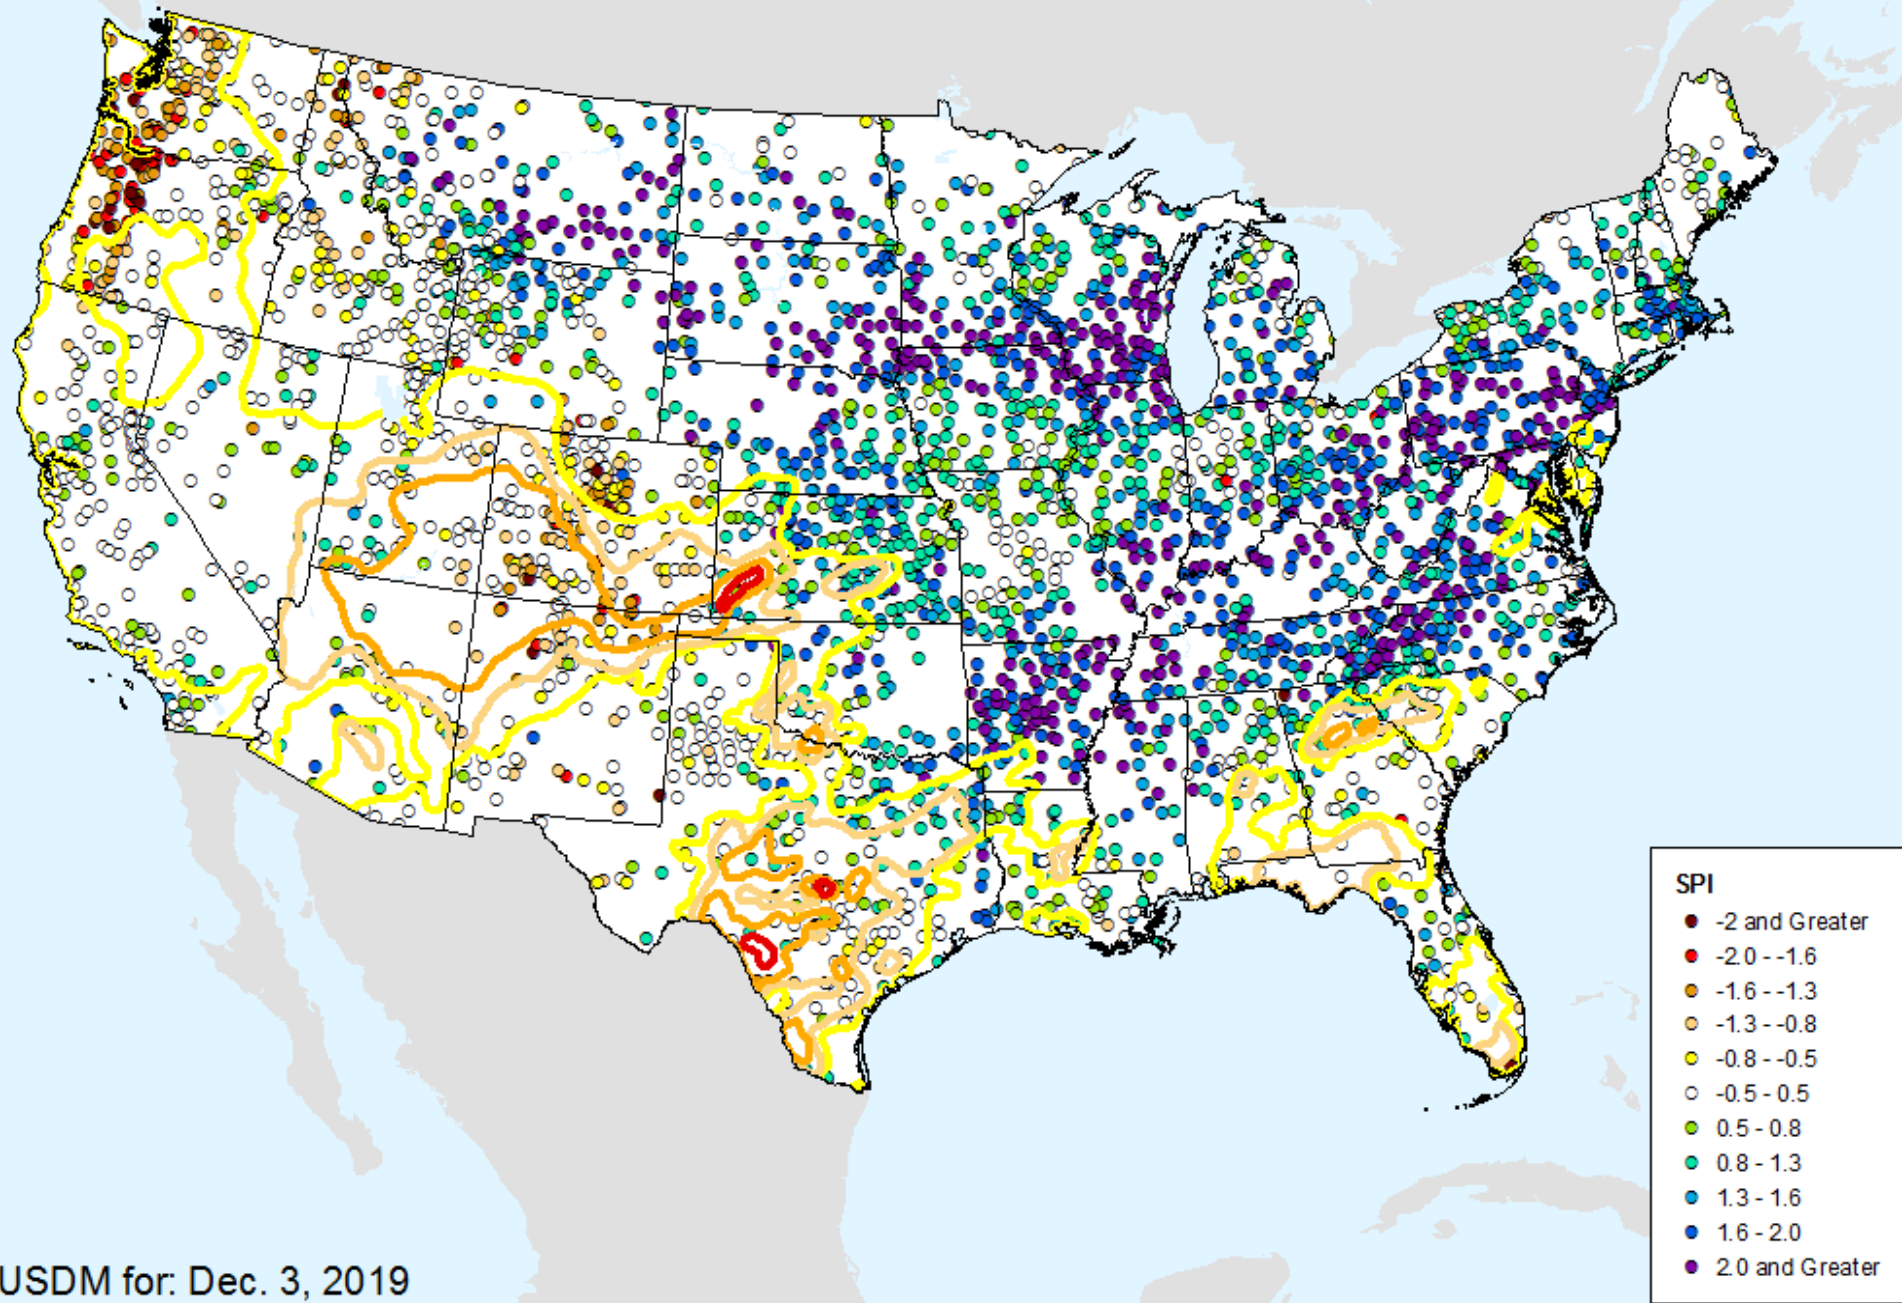 SPI
-2 and Greater
-2.0 - -1.6
-1.6 - -1.3
-1.3 - -0.8
-0.8 - -0.5
-0.5 - 0.5
0.5 - 0.8
0.8 - 1.3
1.3 - 1.6
1.6 - 2.0
2.0 and Greater
USDM for: Dec. 3, 2019